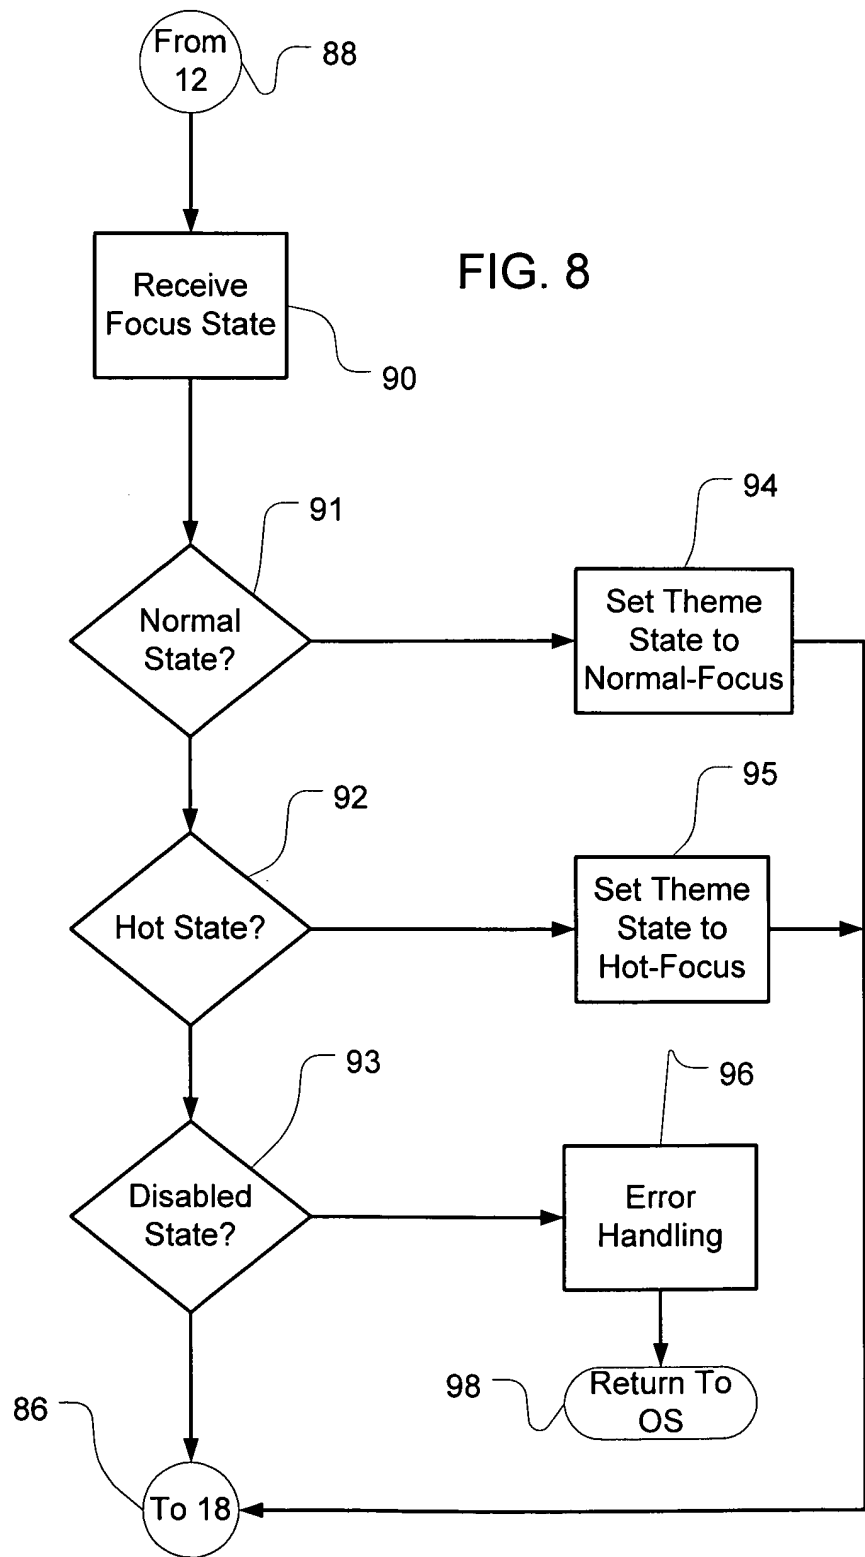 From
12
88
FIG. 8
Receive
Focus State
90
91
94
Normal
State?
Set Theme
State to
Normal-Focus
92
95
Hot State?
Set Theme
State to
Hot-Focus
93
96
Disabled
State?
Error
Handling
98
Return To
OS
86
To 18